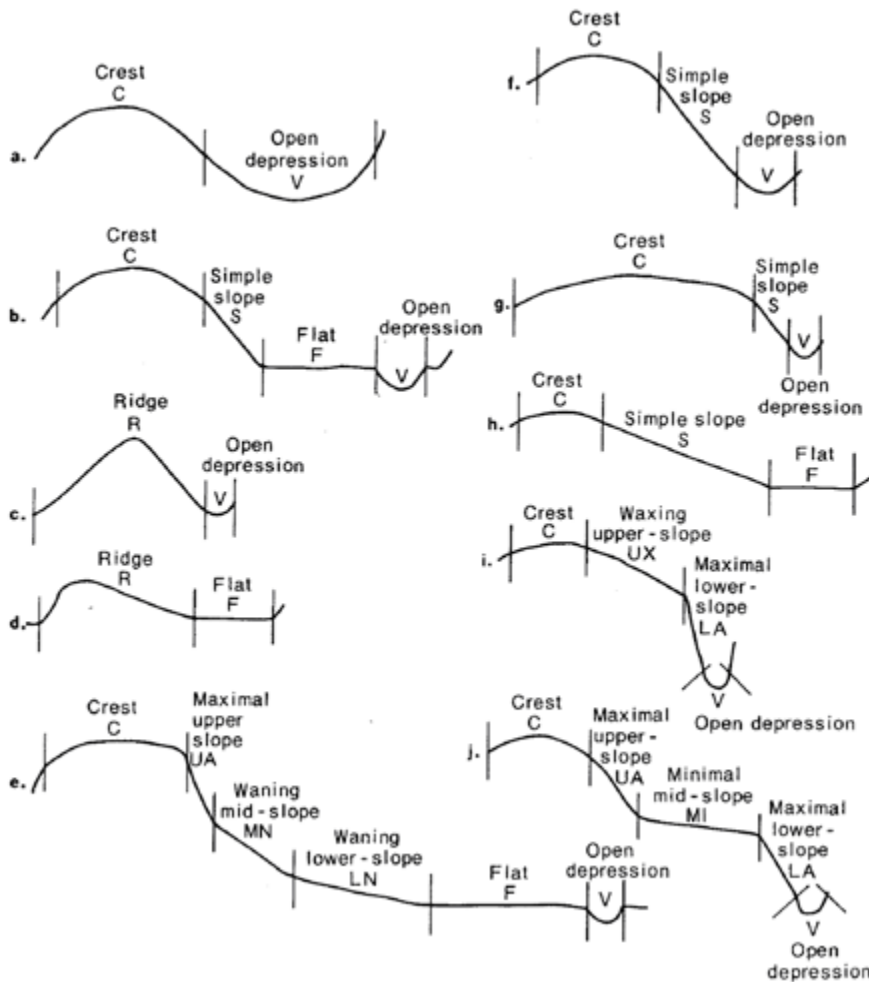 Crest
C
Open
depression
V
a.
Crest
C
Simple
slope
S
Flat
F
Open
depression
V
b.
Ridge
R
Open
depression
V
c.
Ridge
R
Flat
F
d.
Crest
C
Maximal
upper
slope
UA
Waning
mid-slope
MN
Waning
lower-slope
LN
Flat
F
Open
depression
V
e.
Crest
C
Simple
slope
S
Open
depression
V
f.
Crest
C
Simple
slope
S
V
Open
depression
g.
Crest
C
Simple slope
S
Flat
F
h.
Crest
C
Waxing
upper-slope
UX
Maximal
lower-
slope
LA
V
Open depression
i.
Crest
C
Maximal
upper-
slope
UA
Minimal
mid-slope
MI
Maximal
lower-
slope
LA
V
Open
depression
j.